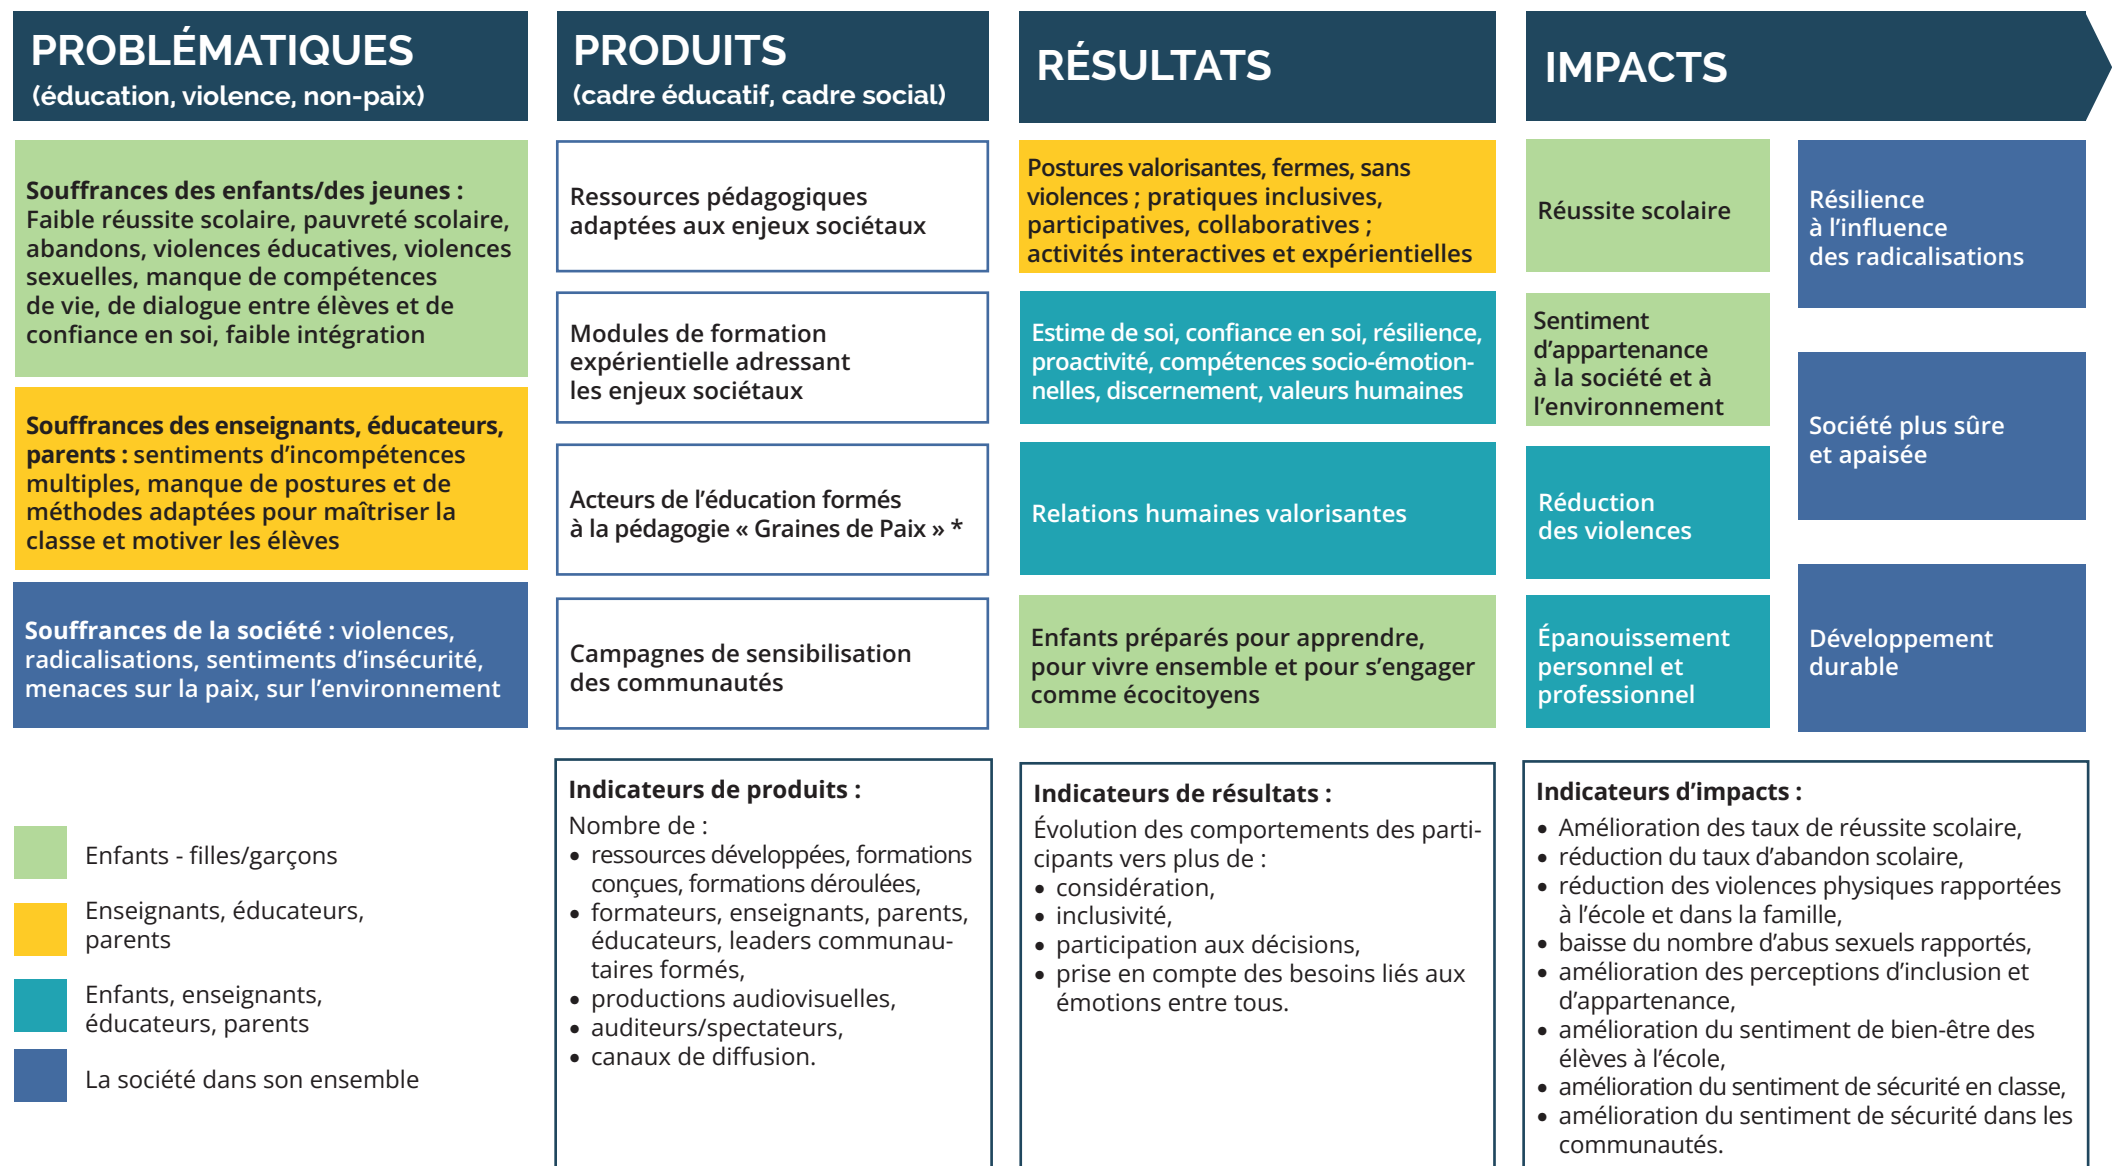 PROBLÉMATIQUES
(éducation, violence, non-paix)
Souffrances des enfants/des jeunes :
Faible réussite scolaire, pauvreté scolaire,
abandons, violences éducatives, violences
sexuelles, manque de compétences
de vie, de dialogue entre élèves et de
confiance en soi, faible intégration
Souffrances des enseignants, éducateurs,
parents : sentiments d’incompétences
multiples, manque de postures et de
méthodes adaptées pour maîtriser la
classe et motiver les élèves
Souffrances de la société : violences,
radicalisations, sentiments d’insécurité,
menaces sur la paix, sur l’environnement
Enfants - filles/garçons
Enseignants, éducateurs,
parents
Enfants, enseignants,
éducateurs, parents
La société dans son ensemble
PRODUITS
(cadre éducatif, cadre social)
Ressources pédagogiques
adaptées aux enjeux sociétaux
Modules de formation
expérientielle adressant
les enjeux sociétaux
Acteurs de l’éducation formés
à la pédagogie « Graines de Paix » *
Campagnes de sensibilisation
des communautés
Indicateurs de produits :
Nombre de :
• ressources développées, formations
conçues, formations déroulées,
• formateurs, enseignants, parents,
éducateurs, leaders communau-
taires formés,
• productions audiovisuelles,
• auditeurs/spectateurs,
• canaux de diffusion.
RÉSULTATS
Postures valorisantes, fermes, sans
violences ; pratiques inclusives,
participatives, collaboratives ;
activités interactives et expérientielles
Estime de soi, confiance en soi, résilience,
proactivité, compétences socio-émotion-
nelles, discernement, valeurs humaines
Relations humaines valorisantes
Enfants préparés pour apprendre,
pour vivre ensemble et pour s’engager
comme écocitoyens
Indicateurs de résultats :
Évolution des comportements des parti-
cipants vers plus de :
• considération,
• inclusivité,
• participation aux décisions,
• prise en compte des besoins liés aux
émotions entre tous.
IMPACTS
Réussite scolaire
Sentiment
d’appartenance
à la société et à
l’environnement
Réduction
des violences
Épanouissement
personnel et
professionnel
Résilience
à l’influence
des radicalisations
Société plus sûre
et apaisée
Développement
durable
Indicateurs d’impacts :
• Amélioration des taux de réussite scolaire,
• réduction du taux d’abandon scolaire,
• réduction des violences physiques rapportées
à l’école et dans la famille,
• baisse du nombre d’abus sexuels rapportés,
• amélioration des perceptions d’inclusion et
d’appartenance,
• amélioration du sentiment de bien-être des
élèves à l’école,
• amélioration du sentiment de sécurité en classe,
• amélioration du sentiment de sécurité dans les
communautés.